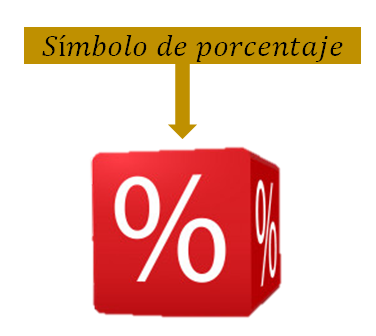 Símbolo de porcentaje
% %